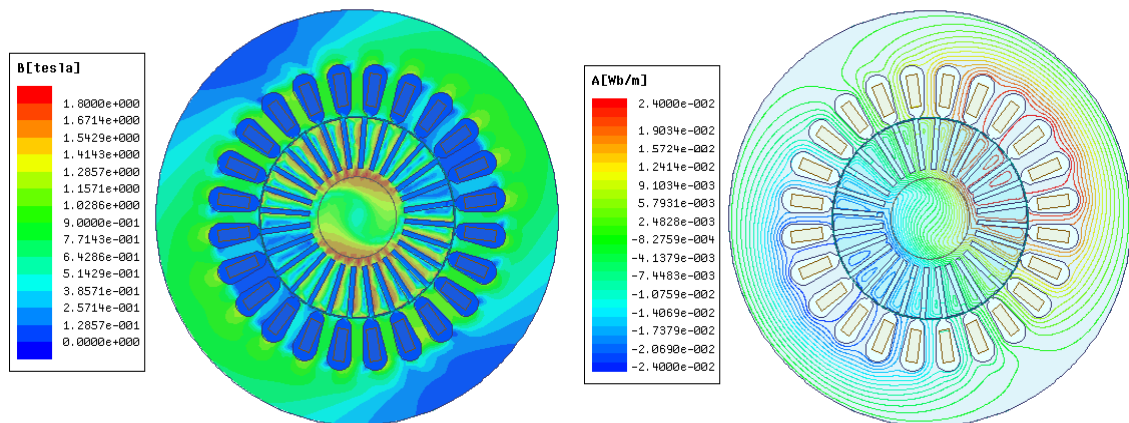 B[tesla]
1.8000e+000
1.6714e+000
1.5429e+000
1.4143e+000
1.2857e+000
1.1571e+000
1.0286e+000
9.0000e-001
7.7143e-001
6.4286e-001
5.1429e-001
3.8571e-001
2.5714e-001
1.2857e-001
0.0000e+000
A[Wb/m]
2.4000e-002
1.9034e-002
1.5724e-002
1.2414e-002
9.1034e-003
5.7931e-003
2.4828e-003
-8.2759e-004
-4.1379e-003
-7.4483e-003
-1.0759e-002
-1.4069e-002
-1.7379e-002
-2.0690e-002
-2.4000e-002